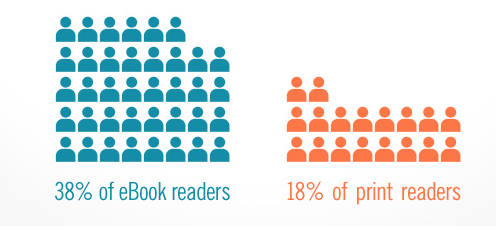 38% of eBook readers
18% of print readers